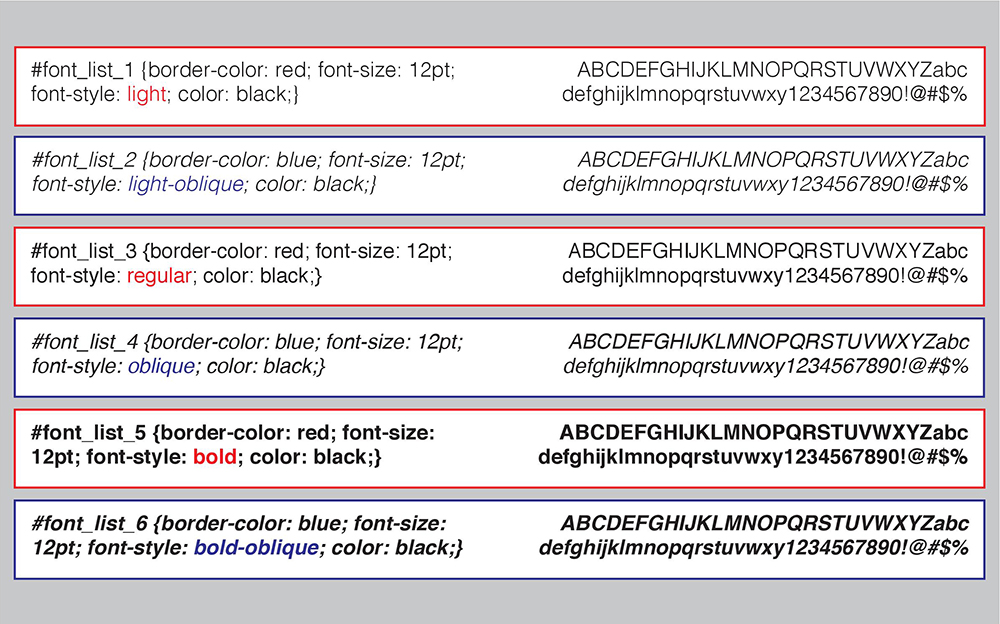 #font_list_1 {border-color: red; font-size: 12pt;
font-style: light; color: black;}
ABCDEFGHIJKLMNOPQRSTUVWXYZabc
defghijklmnopqrstuvwxy1234567890!@#$%
#font_list_2 {border-color: blue; font-size: 12pt;
font-style: light-oblique; color: black;}
ABCDEFGHIJKLMNOPQRSTUVWXYZabc
defghijklmnopqrstuvwxy1234567890!@#$%
#font_list_3 {border-color: red; font-size: 12pt;
font-style: regular; color: black;}
ABCDEFGHIJKLMNOPQRSTUVWXYZabc
defghijklmnopqrstuvwxy1234567890!@#$%
#font_list_4 {border-color: blue; font-size: 12pt;
font-style: oblique; color: black;}
ABCDEFGHIJKLMNOPQRSTUVWXYZabc
defghijklmnopqrstuvwxy1234567890!@#$%
#font_list_5 {border-color: red; font-size:
12pt; font-style: bold; color: black;}
ABCDEFGHIJKLMNOPQRSTUVWXYZabc
defghijklmnopqrstuvwxy1234567890!@#$%
#font_list_6 {border-color: blue; font-size:
12pt; font-style: bold-oblique; color: black;}
ABCDEFGHIJKLMNOPQRSTUVWXYZabc
defghijklmnopqrstuvwxy1234567890!@#$%